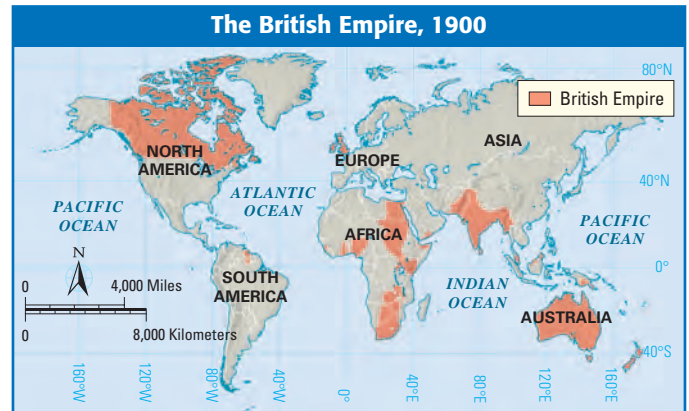 The British Empire, 1900
80°N
British Empire
ASIA
NORTH
AMERICA
EUROPE
ATLANTIC
OCEAN
40°N
PACIFIC
OCEAN
PACIFIC
OCEAN
AFRICA
N
0°
0
4,000 Miles
SOUTH
AMERICA
INDIAN
OCEAN
AUSTRALIA
0
8,000 Kilometers
40°S
160°W
120°W
80°W
40°W
0°
40°E
80°E
120°E
160°E